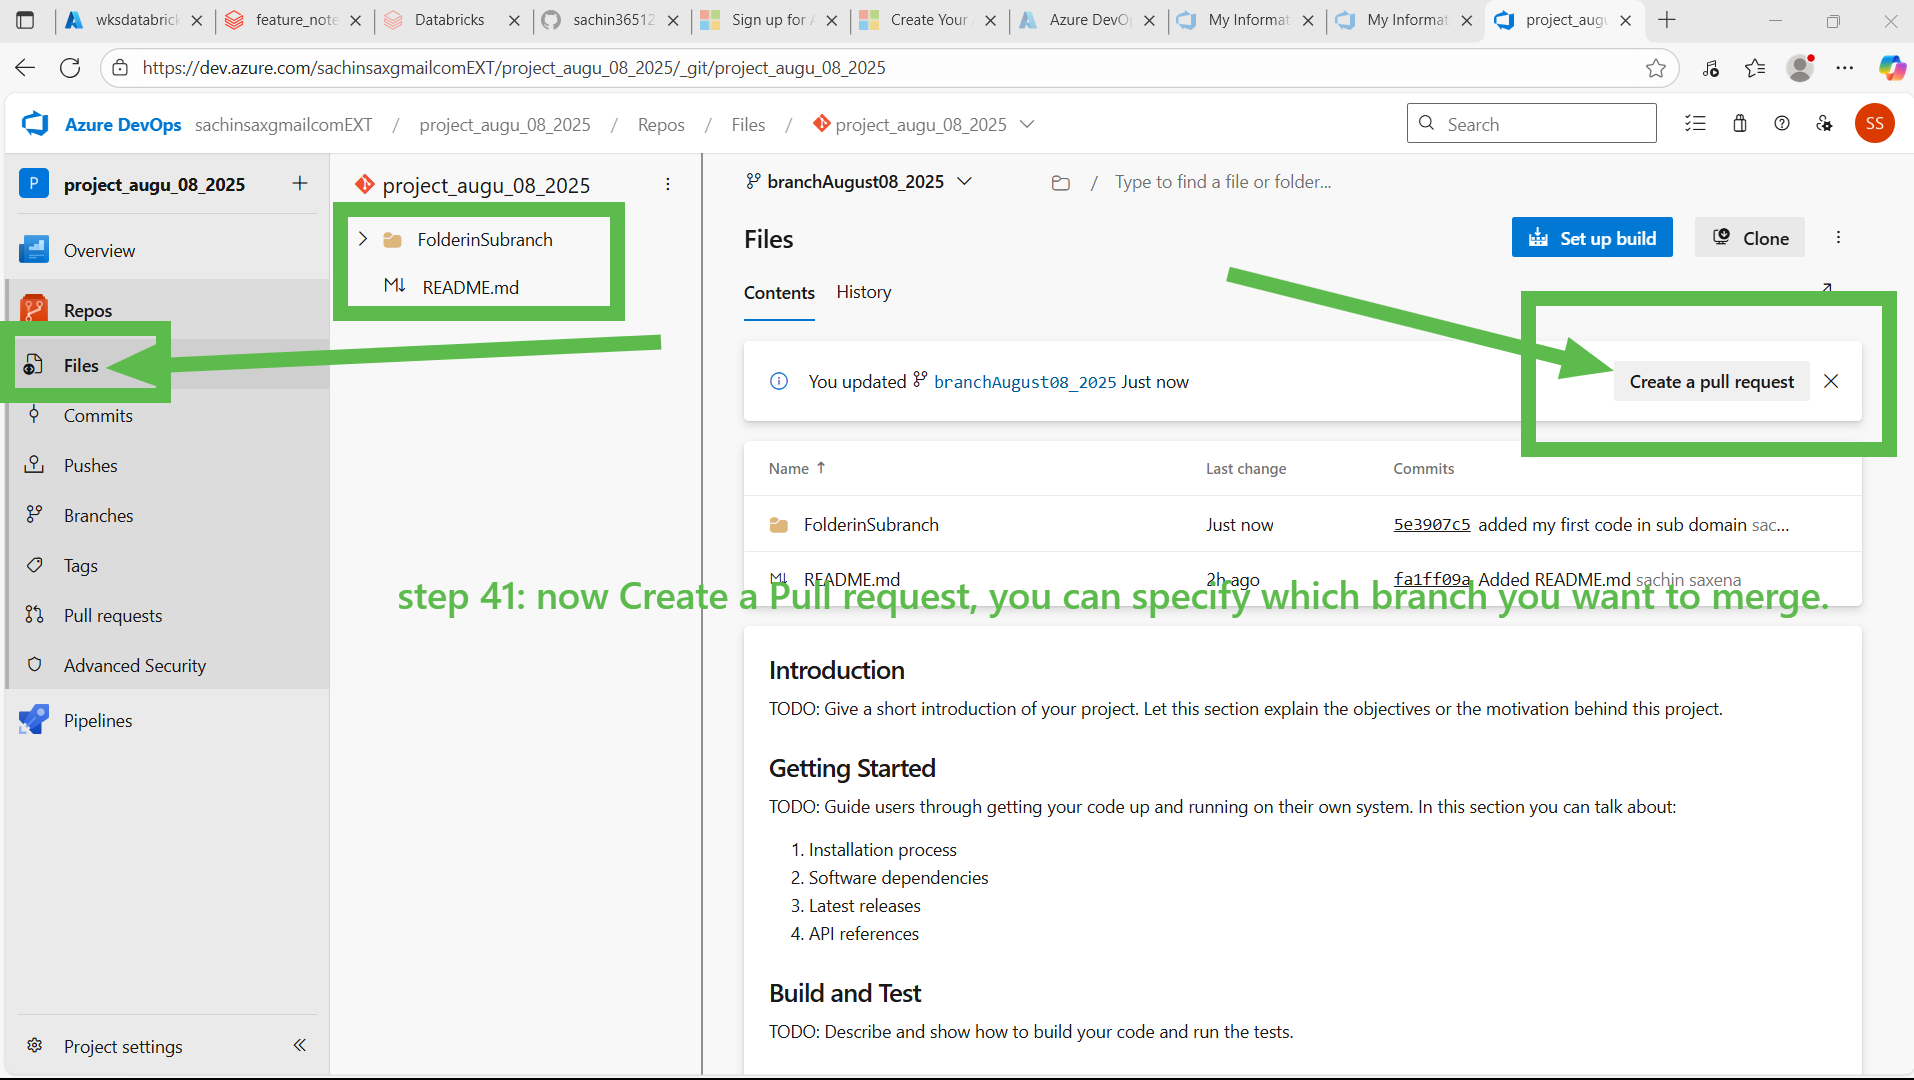 wksdatabrick
feature_note
Databricks
sachin36512
Sign up for A
Create Your
Azure DevO
My Informat
My Informat
project_augu
https://dev.azure.com/sachinsaxgmailcomEXT/project_augu_08_2025/_git/project_augu_08_2025
Azure DevOps sachinsaxgmailcomEXT / project_augu_08_2025 / Repos / Files / project_augu_08_2025
Search
SS
P project_augu_08_2025 +
Overview
Repos
Files
Commits
Pushes
Branches
Tags
Pull requests
Advanced Security
Pipelines
Project settings
project_augu_08_2025
FolderinSubranch
M↓ README.md
branchAugust08_2025
/ Type to find a file or folder...
Files
Set up build
Clone
Contents History
You updated branchAugust08_2025 Just now
Create a pull request
Name ↑ Last change Commits
FolderinSubranch Just now 5e3907c5 added my first code in sub domain sac...
M↓ README.md 2h ago fa1ff09a Added README.md sachin saxena
step 41: now Create a Pull request, you can specify which branch you want to merge.
Introduction
TODO: Give a short introduction of your project. Let this section explain the objectives or the motivation behind this project.
Getting Started
TODO: Guide users through getting your code up and running on their own system. In this section you can talk about:
1. Installation process
2. Software dependencies
3. Latest releases
4. API references
Build and Test
TODO: Describe and show how to build your code and run the tests.